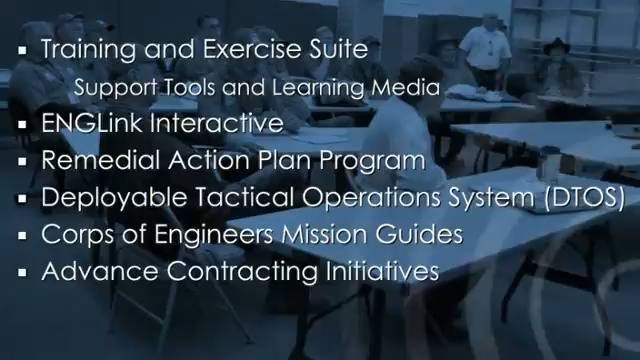 ▪ Training and Exercise Suite
Support Tools and Learning Media
▪ ENGLink Interactive
▪ Remedial Action Plan Program
▪ Deployable Tactical Operations System (DTOS)
▪ Corps of Engineers Mission Guides
▪ Advance Contracting Initiatives